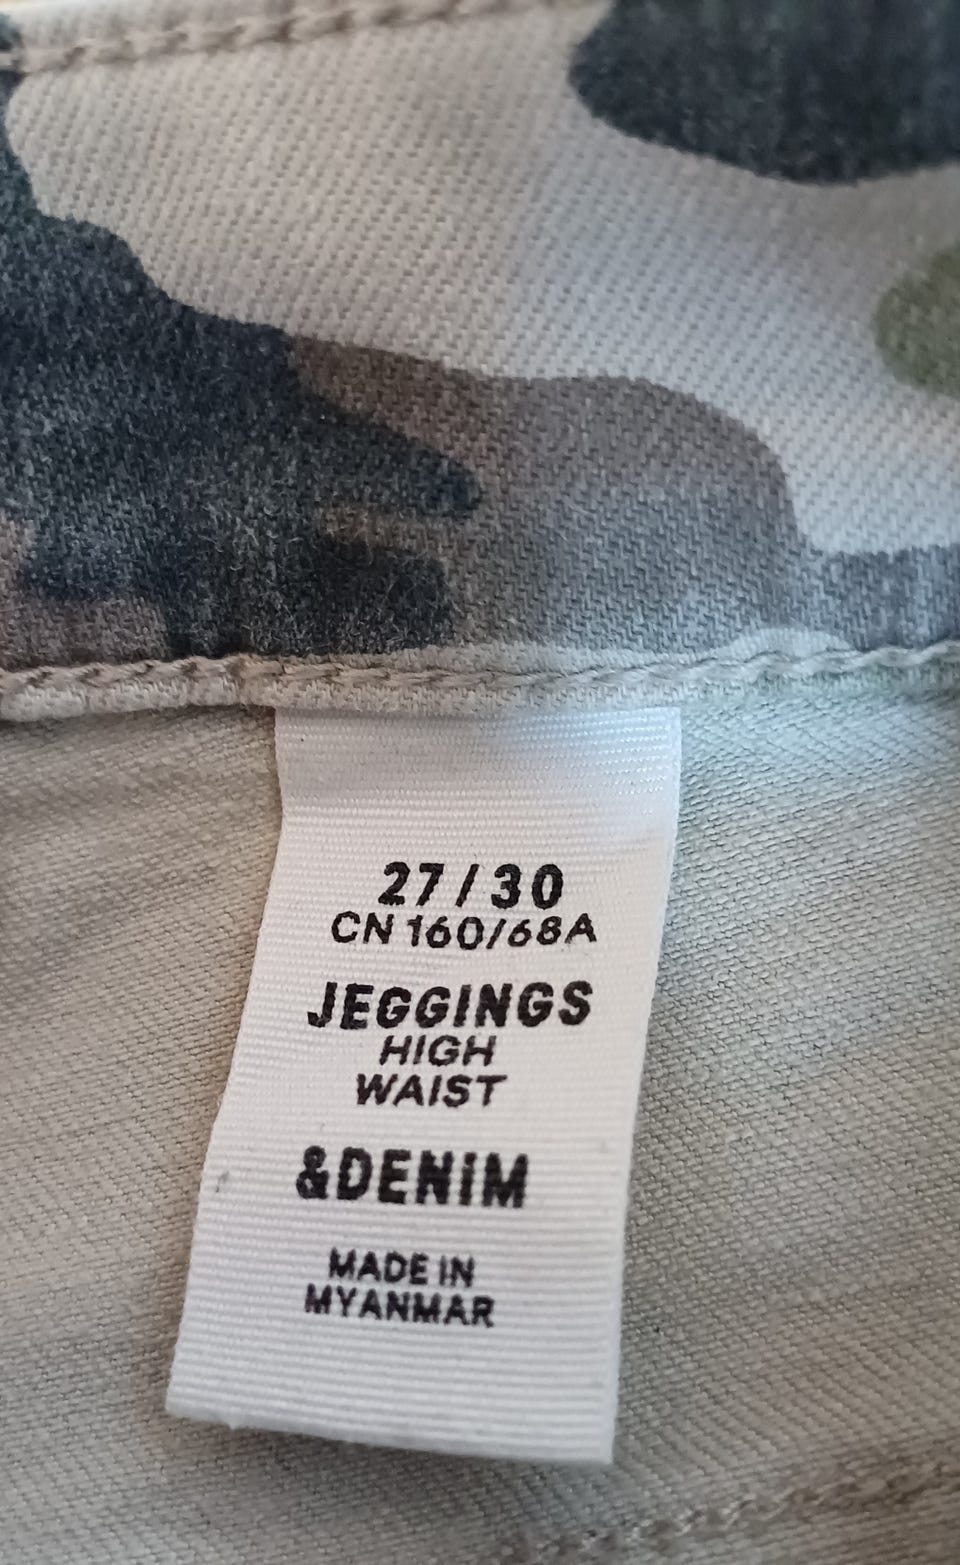 27/30
CN 160/68A
JEGGINGS
HIGH
WAIST
&DENIM
MADE IN
MYANMAR